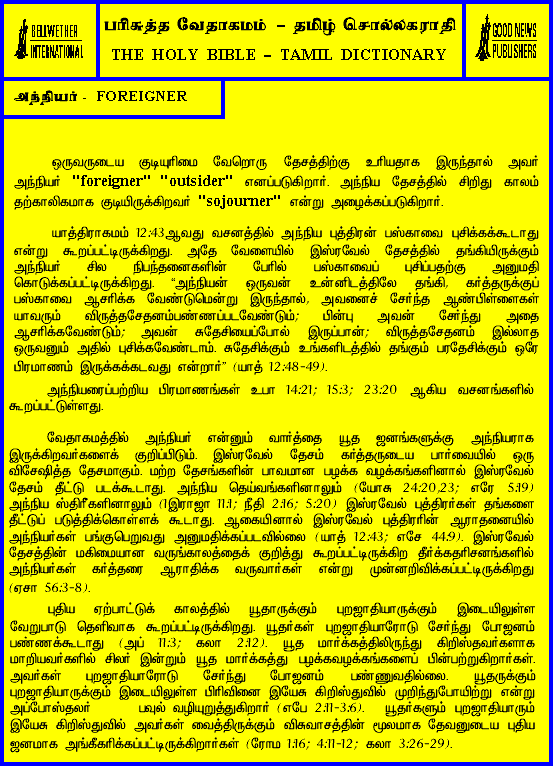 BELLWETHER
INTERNATIONAL
பரிசுத்த வேதாகமம் – தமிழ் சொல்லகராதி
THE HOLY BIBLE – TAMIL DICTIONARY
GOOD NEWS
PUBLISHERS
அந்நியர் - FOREIGNER
ஒருவருடைய குடியுரிமை வேறொரு தேசத்திற்கு உரியதாக இருந்தால் அவர்
அந்நியர் "foreigner" "outsider" எனப்படுகிறார். அந்நிய தேசத்தில் சிறிது காலம்
தற்காலிகமாக குடியிருக்கிறவர் "sojourner" என்று அழைக்கப்படுகிறார்.
யாத்திராகமம் 12:43ஆவது வசனத்தில் அந்நிய புத்திரன் பஸ்காவை புசிக்கக்கூடாது
என்று கூறப்பட்டிருக்கிறது. அதே வேளையில் இஸ்ரவேல் தேசத்தில் தங்கியிருக்கும்
அந்நியர் சில நிபந்தனைகளின் பேரில் பஸ்காவைப் புசிப்பதற்கு அனுமதி
கொடுக்கப்பட்டிருக்கிறது. “அந்நியன் ஒருவன் உன்னிடத்திலே தங்கி, கர்த்தருக்குப்
பஸ்காவை ஆசரிக்க வேண்டுமென்று இருந்தால், அவனைச் சேர்ந்த ஆண்பிள்ளைகள்
யாவரும் விருத்தசேதனம்பண்ணப்படவேண்டும்; பின்பு அவன் சேர்ந்து அதை
ஆசரிக்கவேண்டும்; அவன் சுதேசியைப்போல் இருப்பான்; விருத்தசேதனம் இல்லாத
ஒருவனும் அதில் புசிக்கவேண்டாம். சுதேசிக்கும் உங்களிடத்தில் தங்கும் பரதேசிக்கும் ஒரே
பிரமாணம் இருக்கக்கடவது என்றார்” (யாத் 12:48-49).
அந்நியரைப்பற்றிய பிரமாணங்கள் உபா 14:21; 15:3; 23:20 ஆகிய வசனங்களில்
கூறப்பட்டுள்ளது.
வேதாகமத்தில் அந்நியர் என்னும் வார்த்தை யூத ஜனங்களுக்கு அந்நியராக
இருக்கிறவர்களைக் குறிப்பிடும். இஸ்ரவேல் தேசம் கர்த்தருடைய பார்வையில் ஒரு
விசேஷித்த தேசமாகும். மற்ற தேசங்களின் பாவமான பழக்க வழக்கங்களினால் இஸ்ரவேல்
தேசம் தீட்டு படக்கூடாது. அந்நிய தெய்வங்களினாலும் (யோசு 24:20,23; எரே 5:19)
அந்நிய ஸ்திரீகளினாலும் (1இராஜா 11:1; நீதி 2:16; 5:20) இஸ்ரவேல் புத்திரர்கள் தங்களை
தீட்டுப் படுத்திக்கொள்ளக் கூடாது. ஆகையினால் இஸ்ரவேல் புத்திரரின் ஆராதனையில்
அந்நியர்கள் பங்குபெறுவது அனுமதிக்கப்படவில்லை (யாத் 12:43; எசே 44:9). இஸ்ரவேல்
தேசத்தின் மகிமையான வருங்காலத்தைக் குறித்து கூறப்பட்டிருக்கிற தீர்க்கதரிசனங்களில்
அந்நியர்கள் கர்த்தரை ஆராதிக்க வருவார்கள் என்று முன்னறிவிக்கப்பட்டிருக்கிறது
(ஏசா 56:3-8).
புதிய ஏற்பாட்டுக் காலத்தில் யூதாருக்கும் புறஜாதியாருக்கும் இடையிலுள்ள
வேறுபாடு தெளிவாக கூறப்பட்டிருக்கிறது. யூதர்கள் புறஜாதியாரோடு சேர்ந்து போஜனம்
பண்ணக்கூடாது (அப் 11:3; கலா 2:12). யூத மார்க்கத்திலிருந்து கிறிஸ்தவர்களாக
மாறியவர்களில் சிலர் இன்றும் யூத மார்க்கத்து பழக்கவழக்கங்களைப் பின்பற்றுகிறார்கள்.
அவர்கள் புறஜாதியாரோடு சேர்ந்து போஜனம் பண்ணுவதில்லை. யூதருக்கும்
புறஜாதியாருக்கும் இடையிலுள்ள பிரிவினை இயேசு கிறிஸ்துவில் முறிந்துபோயிற்று என்று
அப்போஸ்தலர் பவுல் வலியுறுத்துகிறார் (எபே 2:11-3:6). யூதர்களும் புறஜாதியாரும்
இயேசு கிறிஸ்துவில் அவர்கள் வைத்திருக்கும் விசுவாசத்தின் மூலமாக தேவனுடைய புதிய
ஜனமாக அங்கீகரிக்கப்பட்டிருக்கிறார்கள் (ரோம 1:16; 4:11-12; கலா 3:26-29).